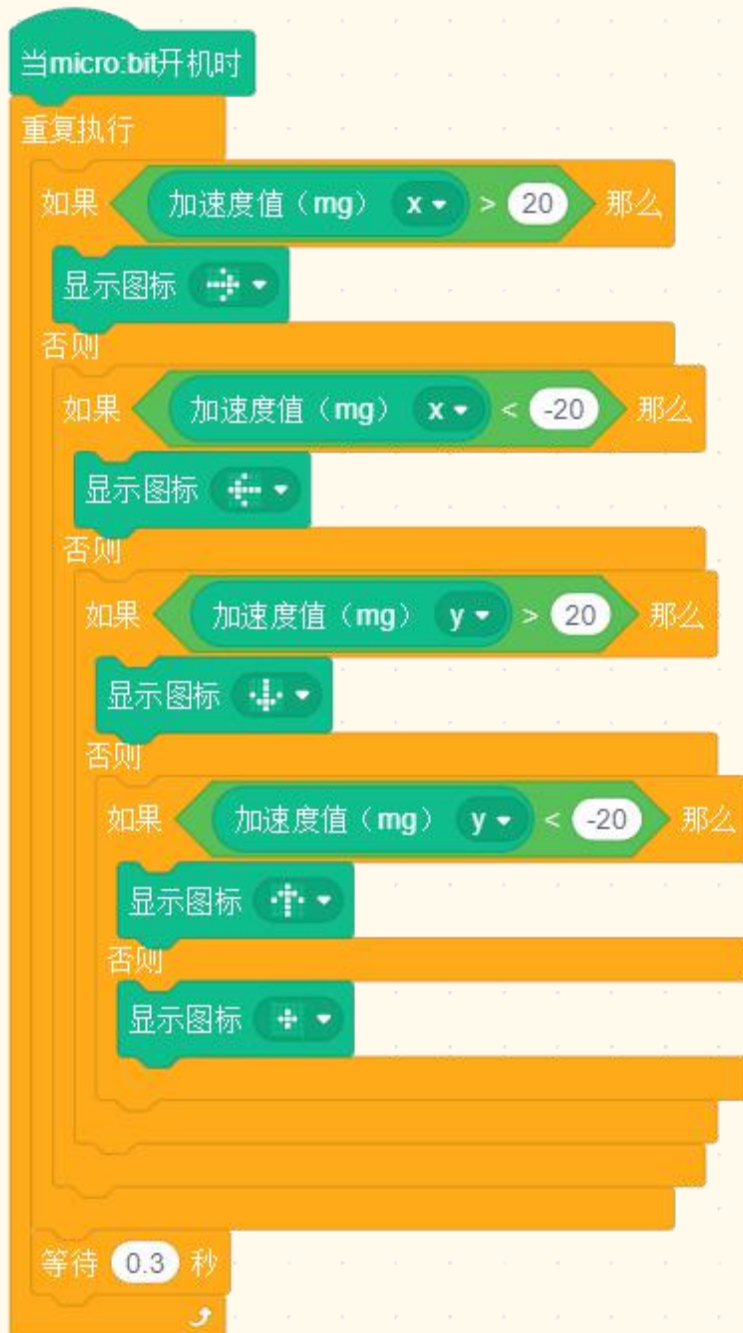 当micro:bit开机时
重复执行
如果 加速度值（mg） x > 20 那么
显示图标
否则
如果 加速度值（mg） x < -20 那么
显示图标
否则
如果 加速度值（mg） y > 20 那么
显示图标
否则
如果 加速度值（mg） y < -20 那么
显示图标
否则
显示图标
等待 0.3 秒